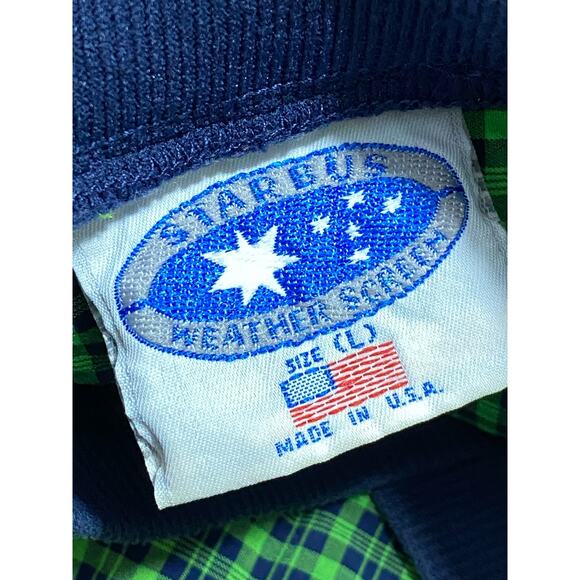 STARBUS
WEATHER SCREEN
SIZE (L)
MADE IN U.S.A.